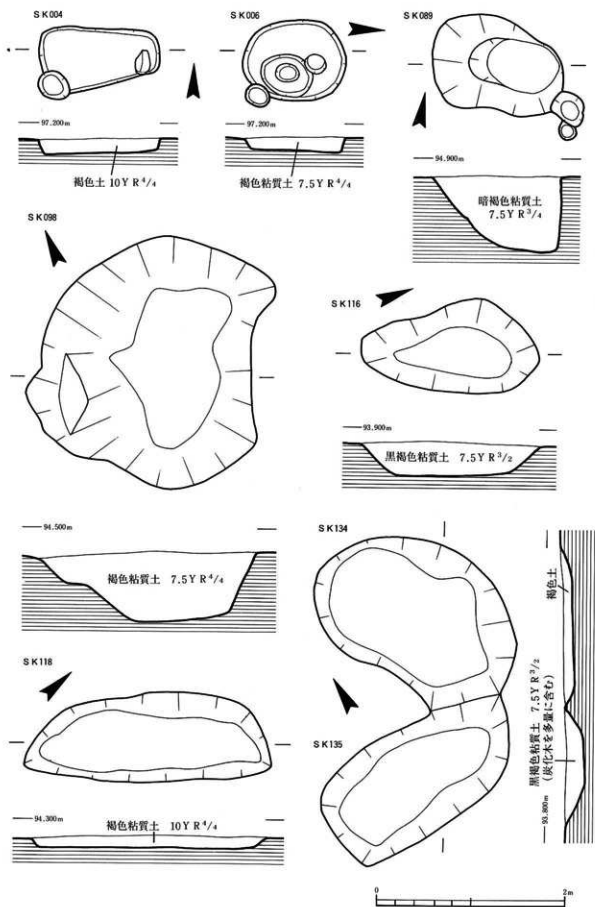 SK004
97.200m
褐色土 10YR4/4
SK006
97.200m
褐色粘質土 7.5YR4/4
SK089
94.900m
暗褐色粘質土
7.5YR3/4
SK098
94.500m
褐色粘質土 7.5YR4/4
SK116
93.900m
黒褐色粘質土 7.5YR3/2
SK118
94.300m
褐色粘質土 10YR4/4
SK134
SK135
褐色土
黒褐色粘質土 7.5YR3/2
(炭化木を多量に含む)
93.800m
0
2m